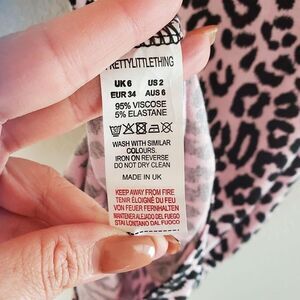 PRETTYLITTLETHING
UK 6 US 2
EUR 34 AUS 6
95% VISCOSE
5% ELASTANE
WASH WITH SIMILAR
COLOURS.
IRON ON REVERSE
DO NOT DRY CLEAN
MADE IN UK
KEEP AWAY FROM FIRE
TENIR ÉLOIGNÉ DU FEU
VON FEUER FERNHALTEN
MANTENER ALEJADO DEL FUEGO
STAI LONTANO DAL FUOCO